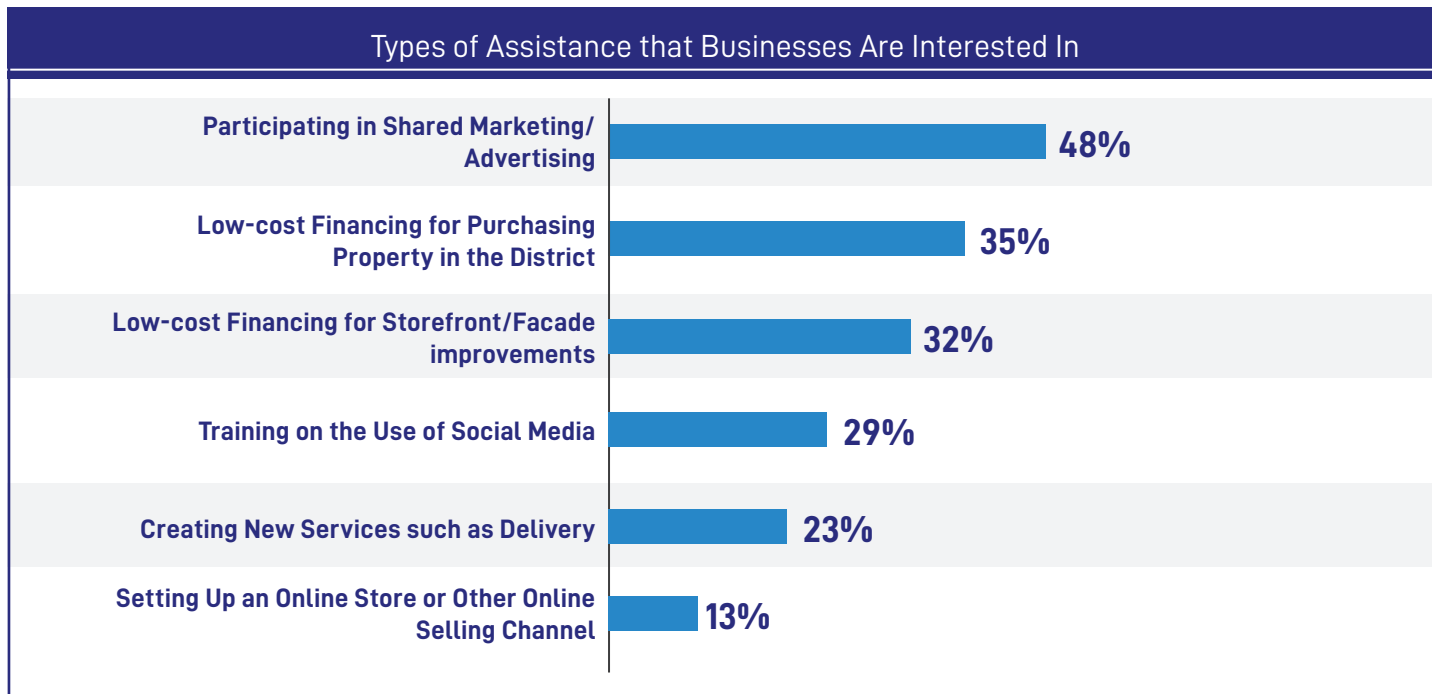 Types of Assistance that Businesses Are Interested In
Participating in Shared Marketing/
Advertising
48%
Low-cost Financing for Purchasing
Property in the District
35%
Low-cost Financing for Storefront/Facade
improvements
32%
Training on the Use of Social Media
29%
Creating New Services such as Delivery
23%
Setting Up an Online Store or Other Online
Selling Channel
13%